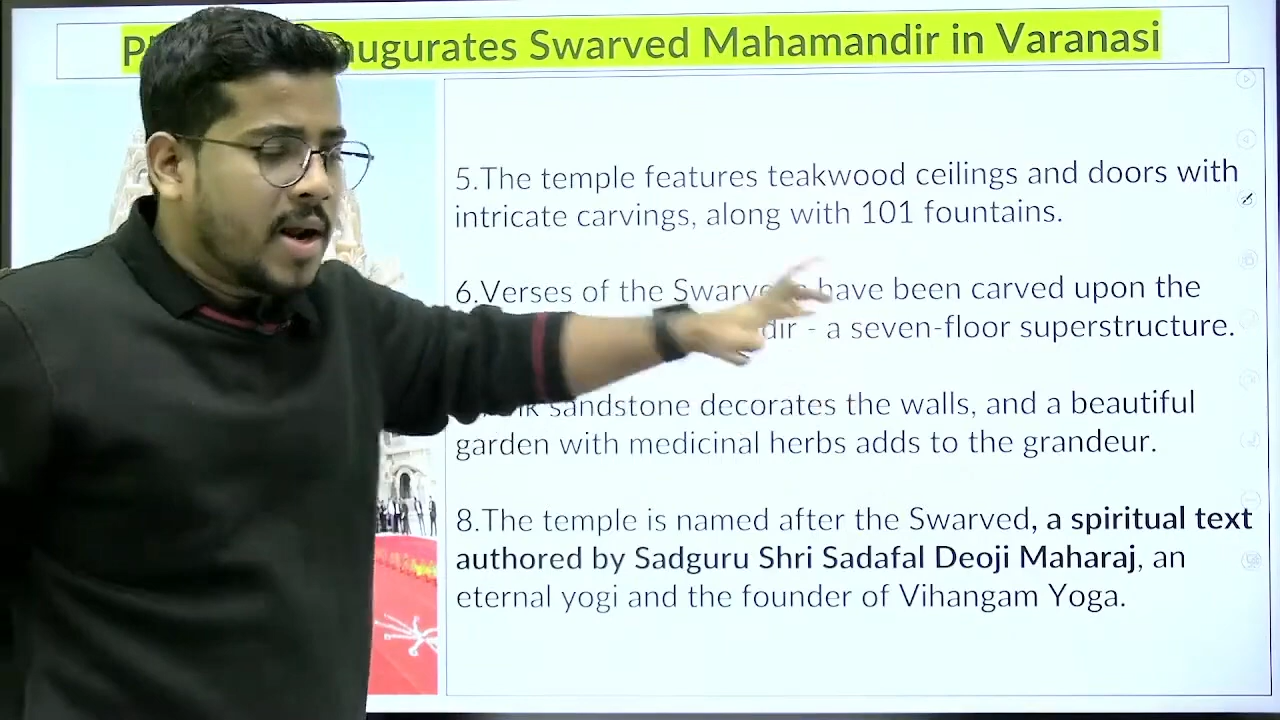 inaugurates Swarved Mahamandir in Varanasi
5.The temple features teakwood ceilings and doors with
intricate carvings, along with 101 fountains.
6.Verses of the have been carved upon the
- a seven-floor superstructure.
sandstone decorates the walls, and a beautiful
garden with medicinal herbs adds to the grandeur.
8.The temple is named after the Swarved, a spiritual text
authored by Sadguru Shri Sadafal Deoji Maharaj, an
eternal yogi and the founder of Vihangam Yoga.